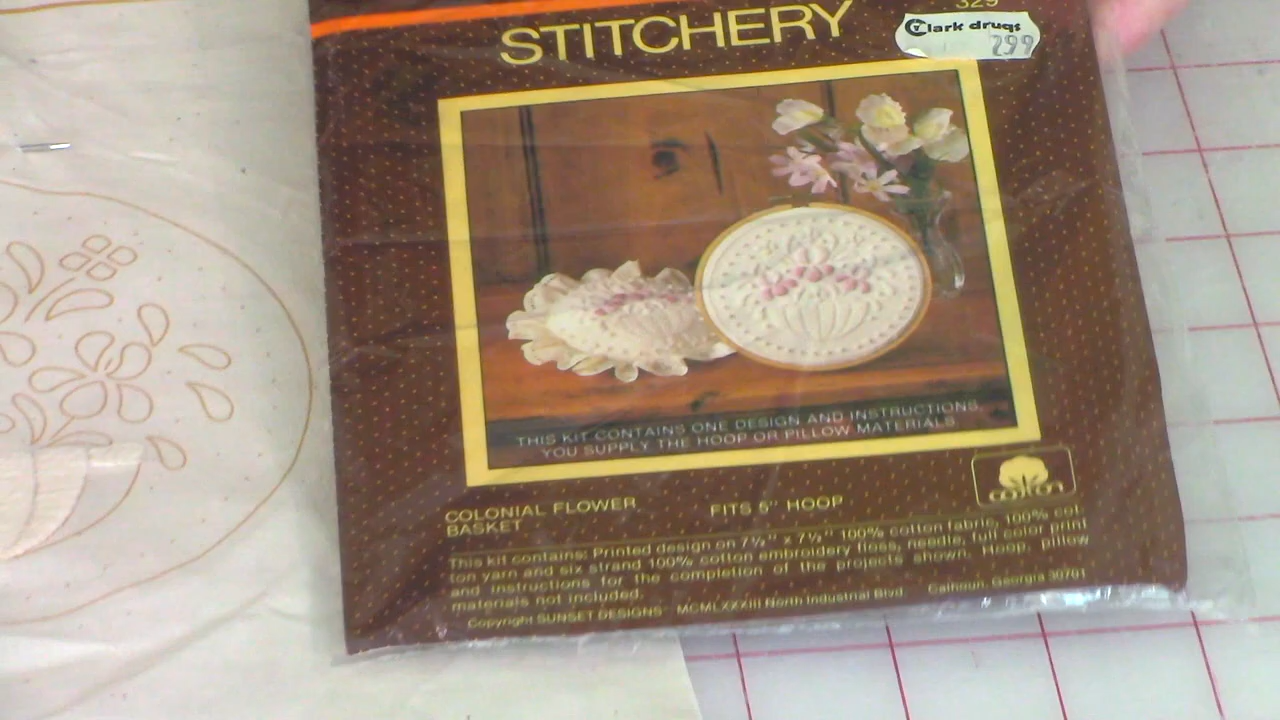 329
STITCHERY
Clark drugs
299
THIS KIT CONTAINS ONE DESIGN AND INSTRUCTIONS.
YOU SUPPLY THE HOOP OR PILLOW MATERIALS.
cotton
COLONIAL FLOWER
BASKET
FITS 5" HOOP
This kit contains: Printed design on 7½" x 7½" 100% cotton fabric, 100% cot-
ton yarn and six strand 100% cotton embroidery floss, needle, full color print
and instructions for the completion of the projects shown. Hoop, pillow
materials not included.
Copyright SUNSET DESIGNS MCMLXXXIII North Industrial Blvd. Calhoun, Georgia 30701